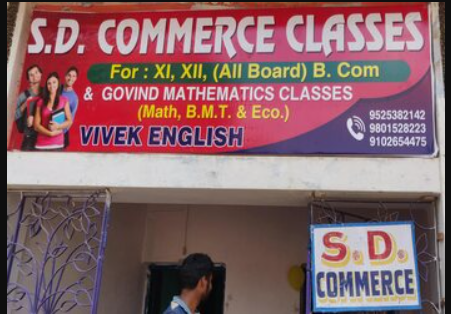 S.D. COMMERCE CLASSES
For : XI, XII, (All Board) B. Com
& GOVIND MATHEMATICS CLASSES
(Math, B.M.T. & Eco.)
VIVEK ENGLISH
9525382142
9801528223
9102654475
S.D.
COMMERCE